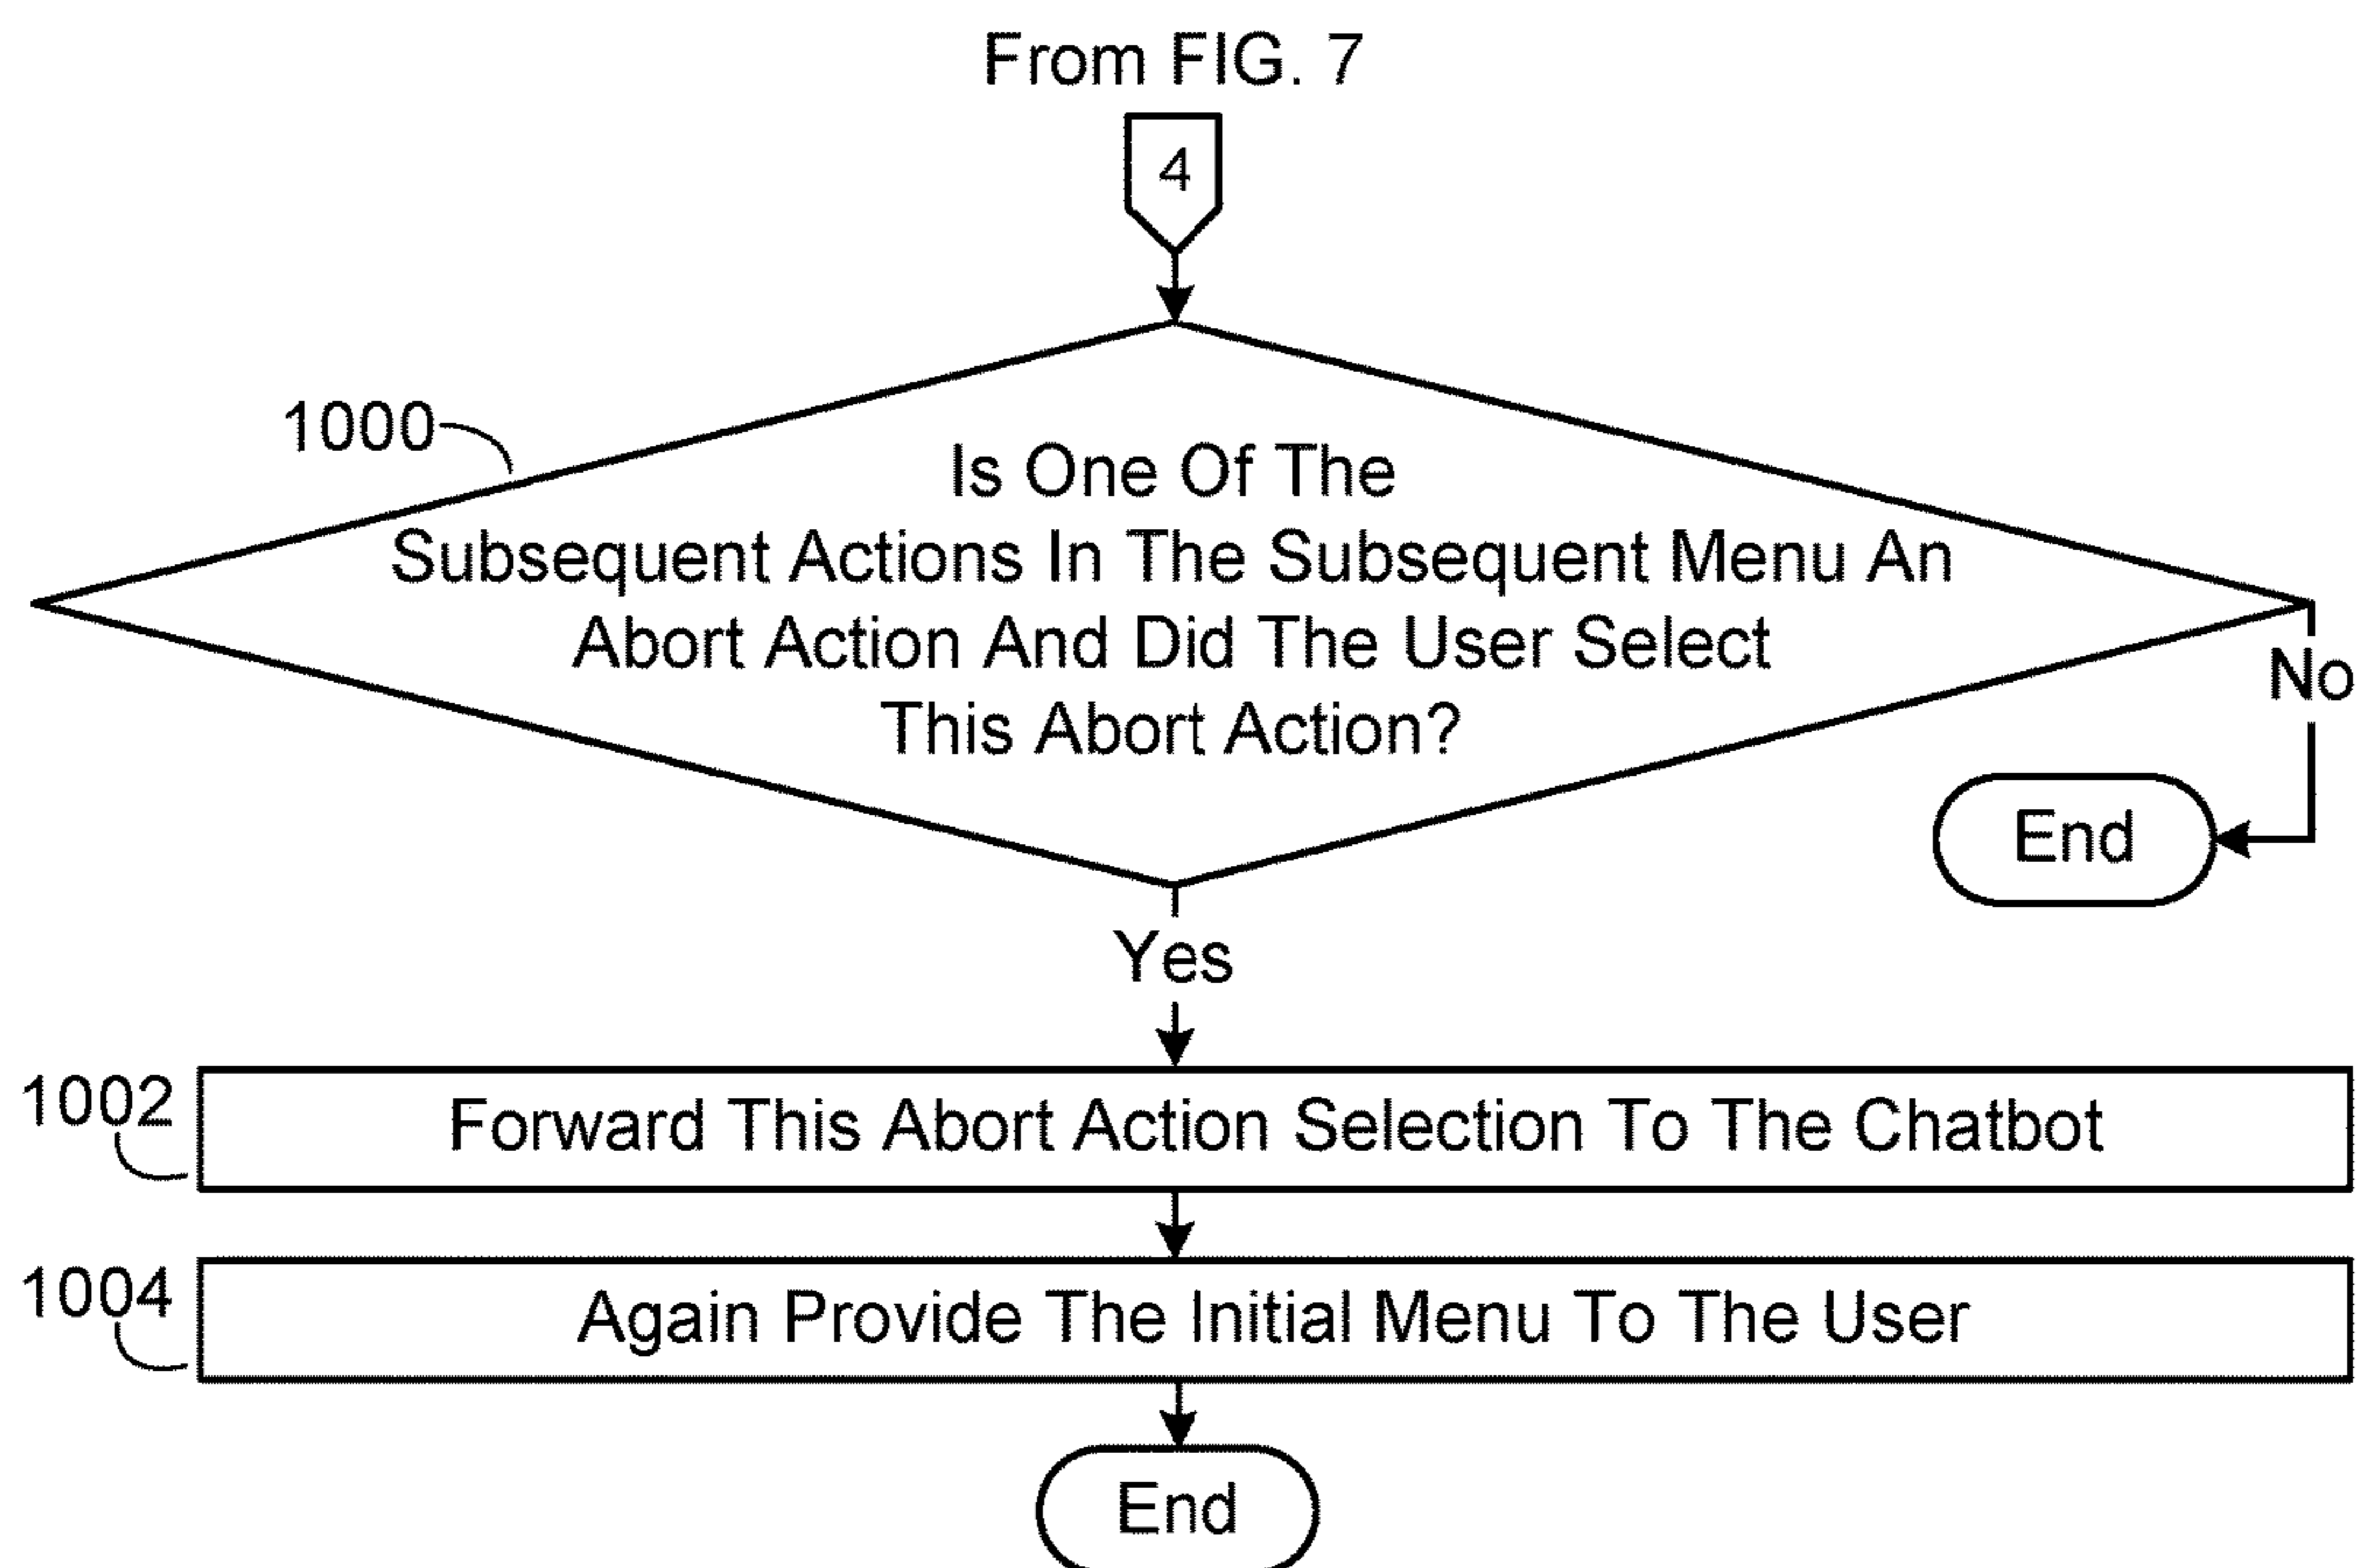 From FIG. 7
4
1000
Is One Of The
Subsequent Actions In The Subsequent Menu An
Abort Action And Did The User Select
This Abort Action?
No
End
Yes
1002
Forward This Abort Action Selection To The Chatbot
1004
Again Provide The Initial Menu To The User
End